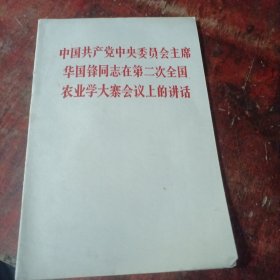 中国共产党中央委员会主席
华国锋同志在第二次全国
农业学大寨会议上的讲话